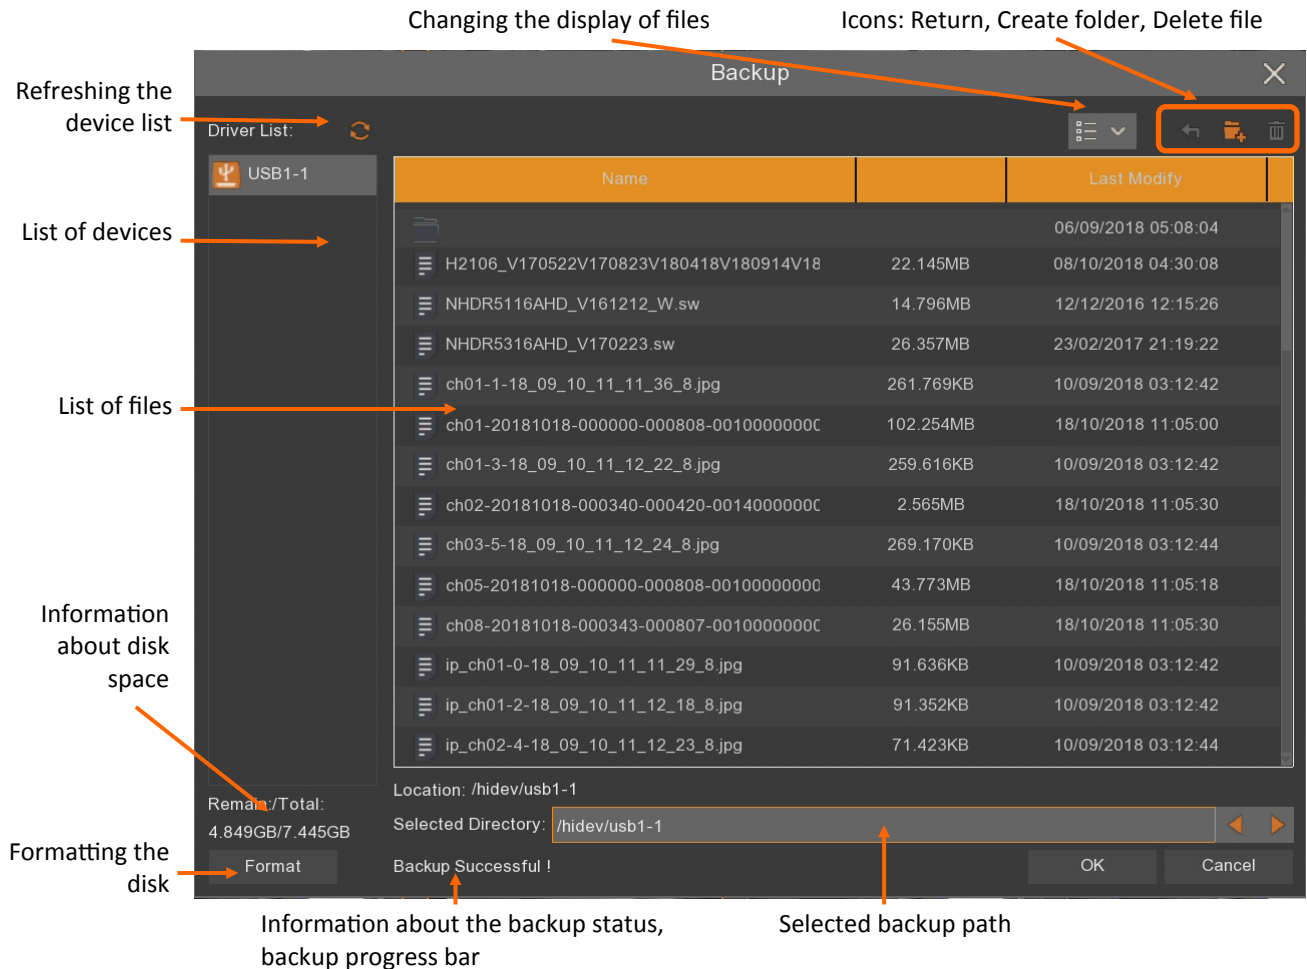 Changing the display of files
Icons: Return, Create folder, Delete file
Backup
Refreshing the
device list
Driver List:
USB1-1
Name
Last Modify
06/09/2018 05:08:04
List of devices
H2106_V170522V170823V180418V180914V18
22.145MB
08/10/2018 04:30:08
NHDR5116AHD_V161212_W.sw
14.796MB
12/12/2016 12:15:26
NHDR5316AHD_V170223.sw
26.357MB
23/02/2017 21:19:22
ch01-1-18_09_10_11_11_36_8.jpg
261.769KB
10/09/2018 03:12:42
List of files
ch01-20181018-000000-000808-0010000000
102.254MB
18/10/2018 11:05:00
ch01-3-18_09_10_11_12_22_8.jpg
259.616KB
10/09/2018 03:12:42
ch02-20181018-000340-000420-0014000000
2.565MB
18/10/2018 11:05:30
ch03-5-18_09_10_11_12_24_8.jpg
269.170KB
10/09/2018 03:12:44
ch05-20181018-000000-000808-00100000000
43.773MB
18/10/2018 11:05:18
ch08-20181018-000343-000807-0010000000
26.155MB
18/10/2018 11:05:30
ip_ch01-0-18_09_10_11_11_29_8.jpg
91.636KB
10/09/2018 03:12:42
ip_ch01-2-18_09_10_11_12_18_8.jpg
91.352KB
10/09/2018 03:12:42
ip_ch02-4-18_09_10_11_12_23_8.jpg
71.423KB
10/09/2018 03:12:44
Information
about disk
space
Remain:/Total:
4.849GB/7.445GB
Location: /hidev/usb1-1
Selected Directory: /hidev/usb1-1
Formatting the
disk
Format
Backup Successful !
OK
Cancel
Information about the backup status,
backup progress bar
Selected backup path